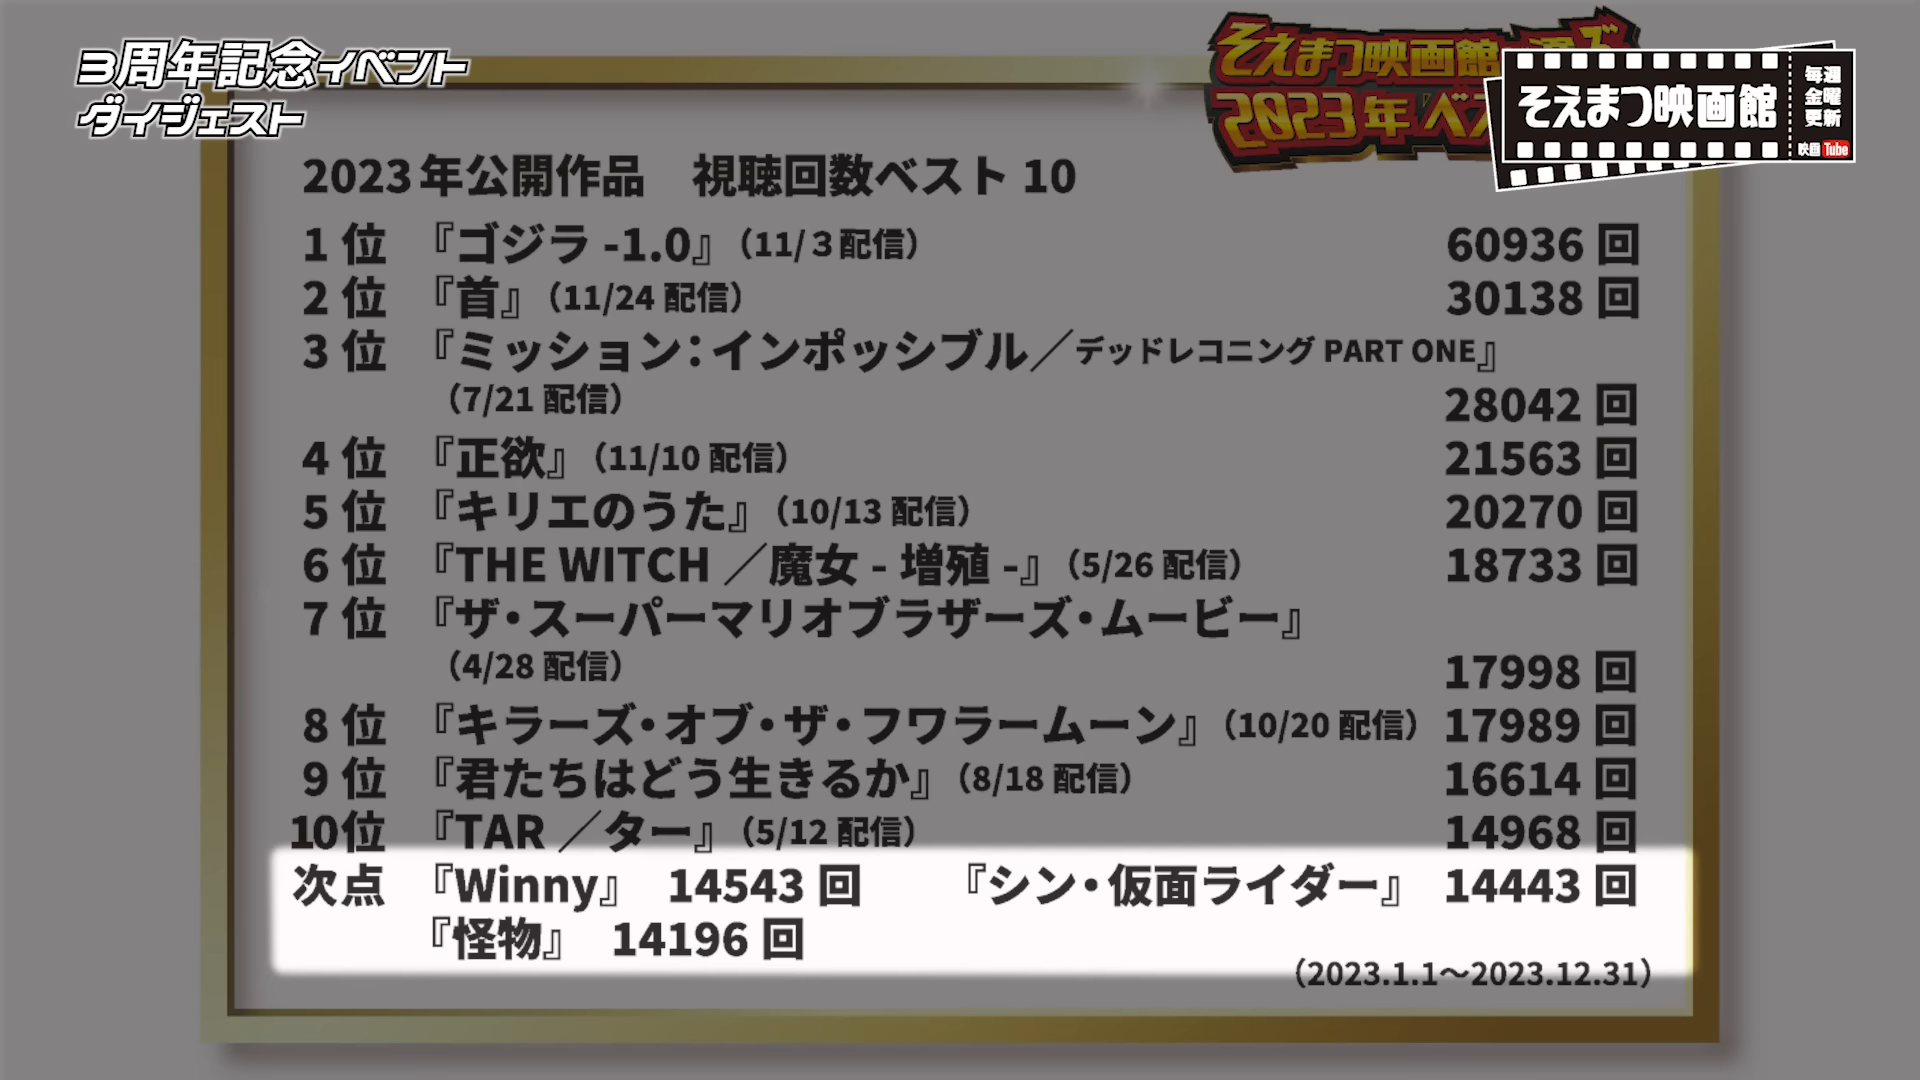 3周年記念イベント
ダイジェスト
そえまつ映画館
2023年 ベス
そえまつ映画館
毎週
金曜
更新
映画Tube
2023年公開作品　視聴回数ベスト10
1位 『ゴジラ -1.0』（11/3配信） 60936回
2位 『首』（11/24配信） 30138回
3位 『ミッション：インポッシブル／デッドレコニング PART ONE』
（7/21配信） 28042回
4位 『正欲』（11/10配信） 21563回
5位 『キリエのうた』（10/13配信） 20270回
6位 『THE WITCH／魔女 - 増殖 -』（5/26配信） 18733回
7位 『ザ・スーパーマリオブラザーズ・ムービー』
（4/28配信） 17998回
8位 『キラーズ・オブ・ザ・フワラームーン』（10/20配信） 17989回
9位 『君たちはどう生きるか』（8/18配信） 16614回
10位 『TAR／ター』（5/12配信） 14968回
次点 『Winny』 14543回 『シン・仮面ライダー』 14443回
『怪物』 14196回
（2023.1.1〜2023.12.31）